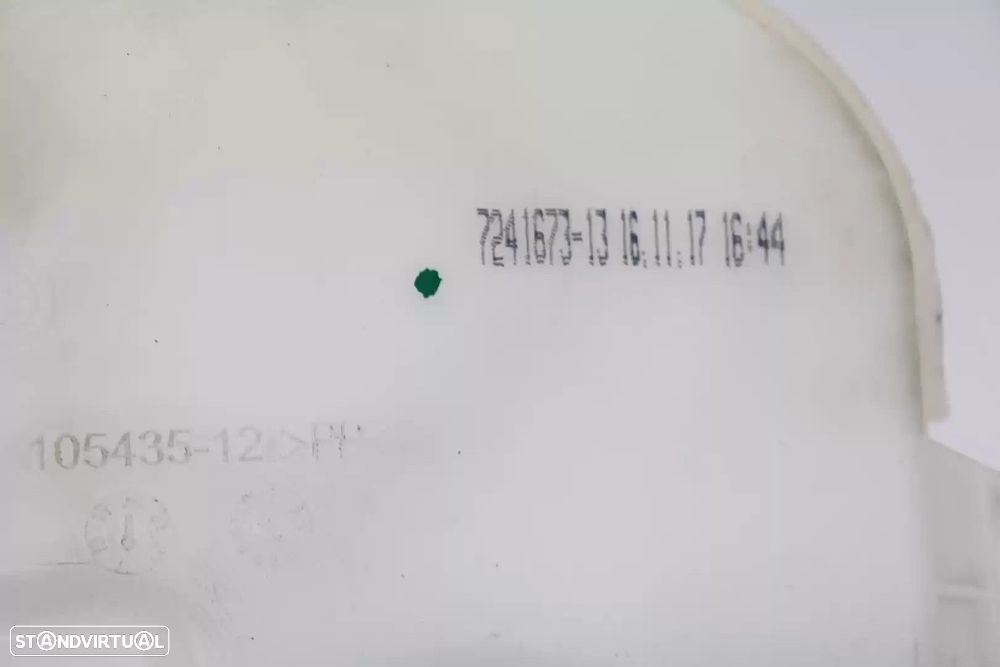 7241673-13 16.11.17 16:44
105435-12 >PP
STANDVIRTUAL